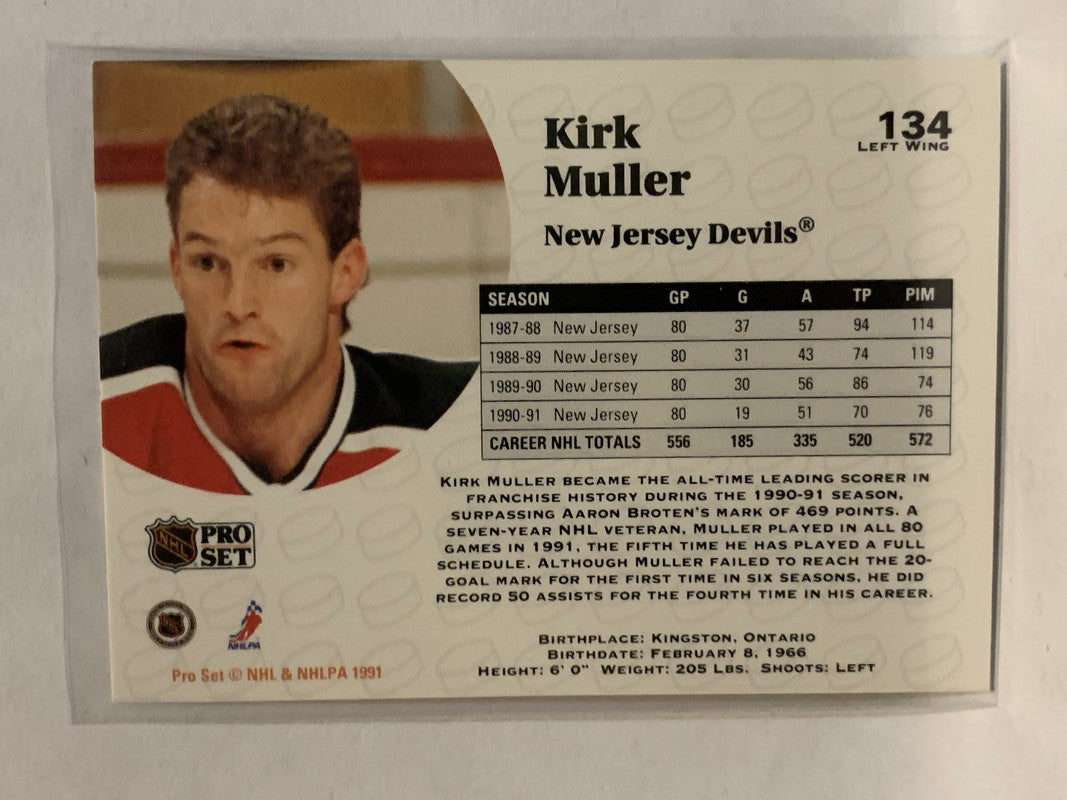 Kirk
Muller
134
LEFT WING
New Jersey Devils®
SEASON GP G A TP PIM
1987-88 New Jersey 80 37 57 94 114
1988-89 New Jersey 80 31 43 74 119
1989-90 New Jersey 80 30 56 86 74
1990-91 New Jersey 80 19 51 70 76
CAREER NHL TOTALS 556 185 335 520 572
KIRK MULLER BECAME THE ALL-TIME LEADING SCORER IN
FRANCHISE HISTORY DURING THE 1990-91 SEASON,
SURPASSING AARON BROTEN'S MARK OF 469 POINTS. A
SEVEN-YEAR NHL VETERAN, MULLER PLAYED IN ALL 80
GAMES IN 1991, THE FIFTH TIME HE HAS PLAYED A FULL
SCHEDULE. ALTHOUGH MULLER FAILED TO REACH THE 20-
GOAL MARK FOR THE FIRST TIME IN SIX SEASONS, HE DID
RECORD 50 ASSISTS FOR THE FOURTH TIME IN HIS CAREER.
NHL PRO
SET
NHLPA
Pro Set © NHL & NHLPA 1991
BIRTHPLACE: KINGSTON, ONTARIO
BIRTHDATE: FEBRUARY 8, 1966
HEIGHT: 6' 0" WEIGHT: 205 LBS. SHOOTS: LEFT